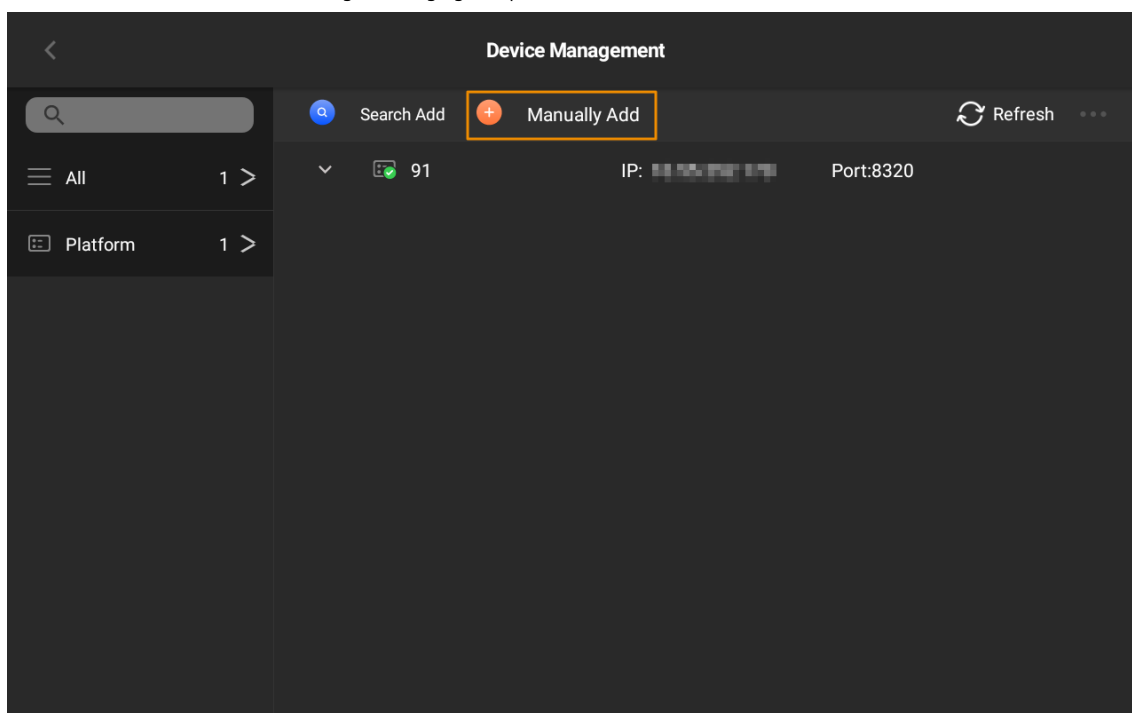 Device Management
Search Add Manually Add Refresh
All 1 >
91 IP: Port:8320
Platform 1 >